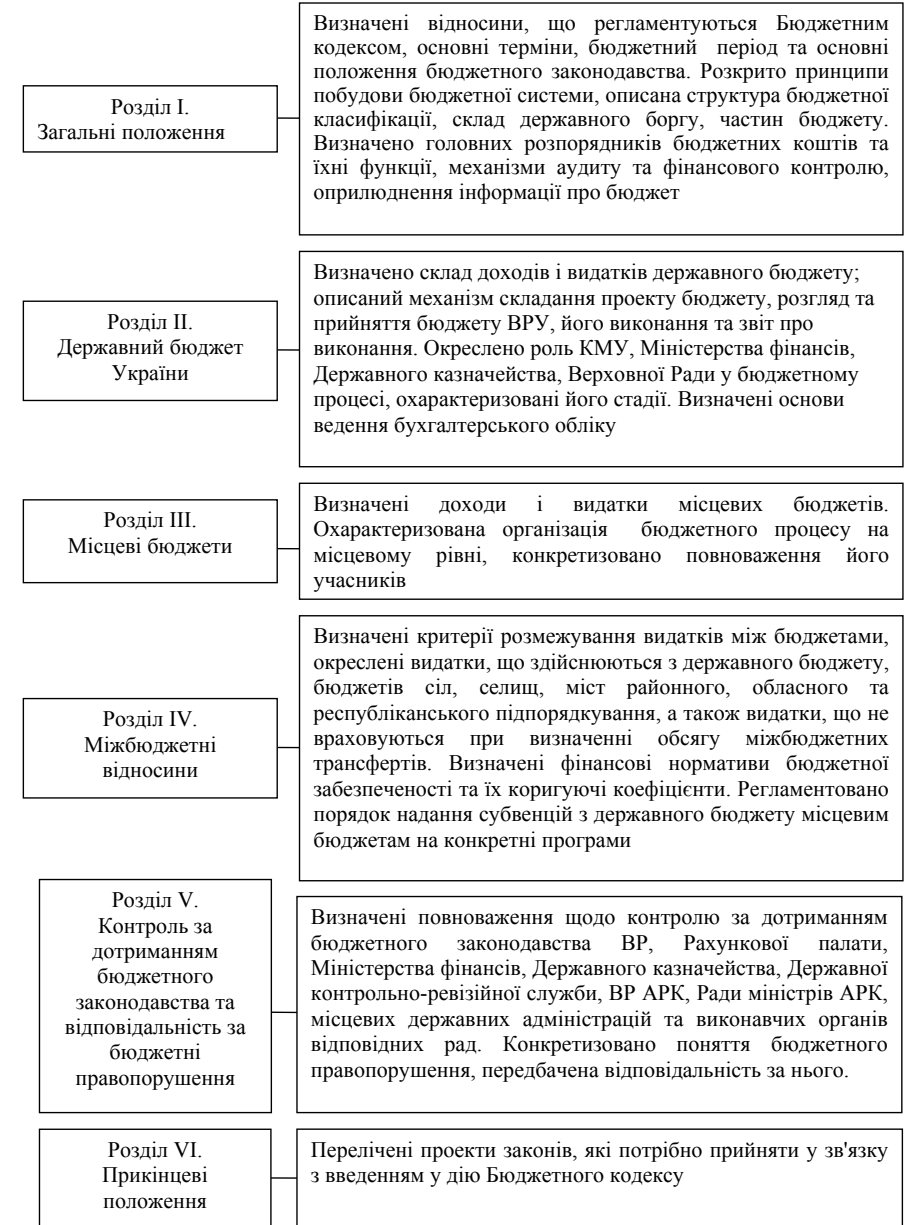 Розділ I.
Загальні положення
Визначені відносини, що регламентуються Бюджетним
кодексом, основні терміни, бюджетний період та основні
положення бюджетного законодавства. Розкрито принципи
побудови бюджетної системи, описана структура бюджетної
класифікації, склад державного боргу, частин бюджету.
Визначено головних розпорядників бюджетних коштів та
їхні функції, механізми аудиту та фінансового контролю,
оприлюднення інформації про бюджет
Розділ II.
Державний бюджет
України
Визначено склад доходів і видатків державного бюджету;
описаний механізм складання проекту бюджету, розгляд та
прийняття бюджету ВРУ, його виконання та звіт про
виконання. Окреслено роль КМУ, Міністерства фінансів,
Державного казначейства, Верховної Ради у бюджетному
процесі, охарактеризовані його стадії. Визначені основи
ведення бухгалтерського обліку
Розділ III.
Місцеві бюджети
Визначені доходи і видатки місцевих бюджетів.
Охарактеризована організація бюджетного процесу на
місцевому рівні, конкретизовано повноваження його
учасників
Розділ IV.
Міжбюджетні
відносини
Визначені критерії розмежування видатків між бюджетами,
окреслені видатки, що здійснюються з державного бюджету,
бюджетів сіл, селищ, міст районного, обласного та
республіканського підпорядкування, а також видатки, що не
враховуються при визначенні обсягу міжбюджетних
трансфертів. Визначені фінансові нормативи бюджетної
забезпеченості та їх коригуючі коефіцієнти. Регламентовано
порядок надання субвенцій з державного бюджету місцевим
бюджетам на конкретні програми
Розділ V.
Контроль за
дотриманням
бюджетного
законодавства та
відповідальність за
бюджетні
правопорушення
Визначені повноваження щодо контролю за дотриманням
бюджетного законодавства ВР, Рахункової палати,
Міністерства фінансів, Державного казначейства, Державної
контрольно-ревізійної служби, ВР АРК, Ради міністрів АРК,
місцевих державних адміністрацій та виконавчих органів
відповідних рад. Конкретизовано поняття бюджетного
правопорушення, передбачена відповідальність за нього.
Розділ VI.
Прикінцеві
положення
Перелічені проекти законів, які потрібно прийняти у зв'язку
з введенням у дію Бюджетного кодексу